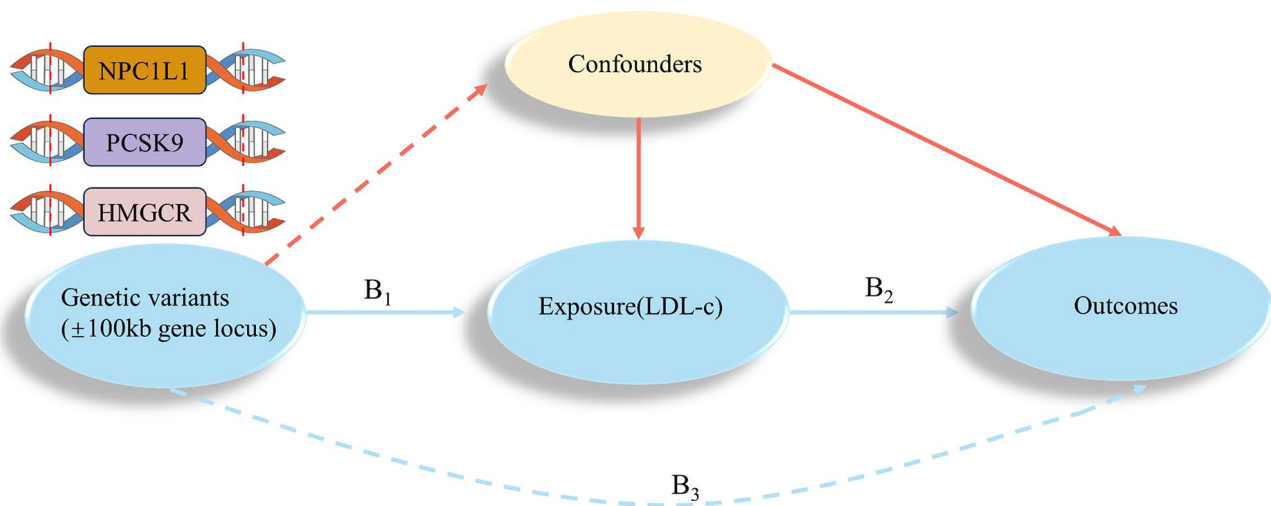 NPC1L1
PCSK9
HMGCR
Confounders
Genetic variants
(±100kb gene locus)
B₁
Exposure(LDL-c)
B₂
Outcomes
B₃